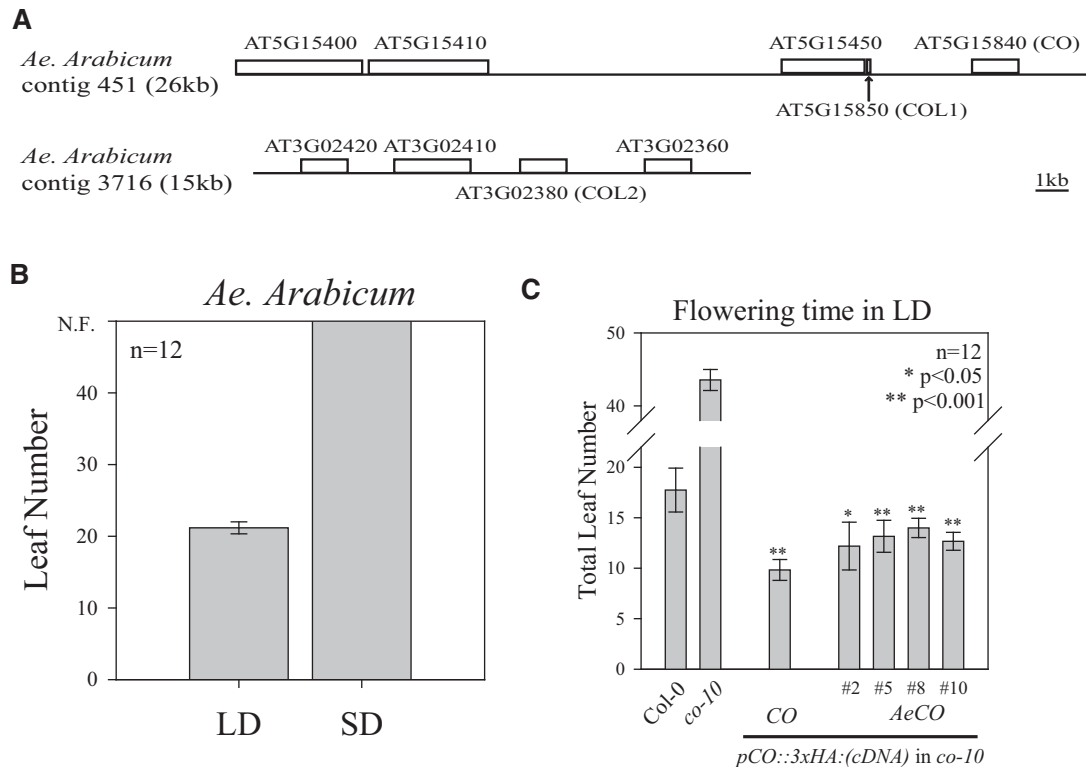 A
Ae. Arabicum
contig 451 (26kb)
AT5G15400
AT5G15410
AT5G15450
AT5G15840 (CO)
AT5G15850 (COL1)
Ae. Arabicum
contig 3716 (15kb)
AT3G02420
AT3G02410
AT3G02360
AT3G02380 (COL2)
1kb
B
Ae. Arabicum
N.F.
n=12
40
30
20
10
0
Leaf Number
LD
SD
C
Flowering time in LD
50
40
20
15
10
5
0
Total Leaf Number
n=12
* p<0.05
** p<0.001
**
*
**
**
**
Col-0
co-10
CO
#2
#5
#8
#10
AeCO
pCO::3xHA:(cDNA) in co-10